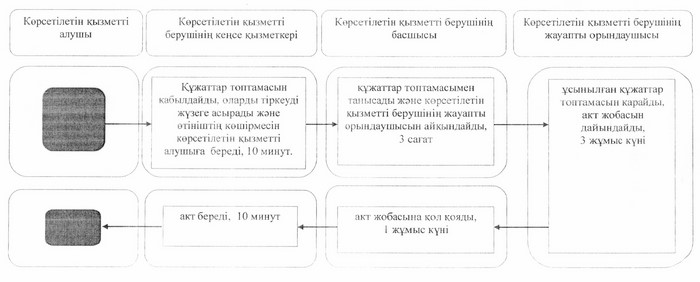 Көрсетілетін қызметті
алушы
Көрсетілетін қызметті
берушінің кеңсе қызметкері
Көрсетілетін қызметті берушінің
басшысы
Көрсетілетін қызметті берушінің
жауапты орындаушысы
Құжаттар топтамасын
қабылдайды, оларды тіркеуді
жүзеге асырады және
өтініштің көшірмесін
көрсетілетін қызметті
алушыға береді, 10 минут.
құжаттар топтамасымен
танысады және көрсетілетін
қызметті берушінің жауапты
орындаушысын айқындайды,
3 сағат
ұсынылған құжаттар
топтамасын қарайды,
акт жобасын
дайындайды,
3 жұмыс күні
акт береді, 10 минут
акт жобасына қол қояды,
1 жұмыс күні